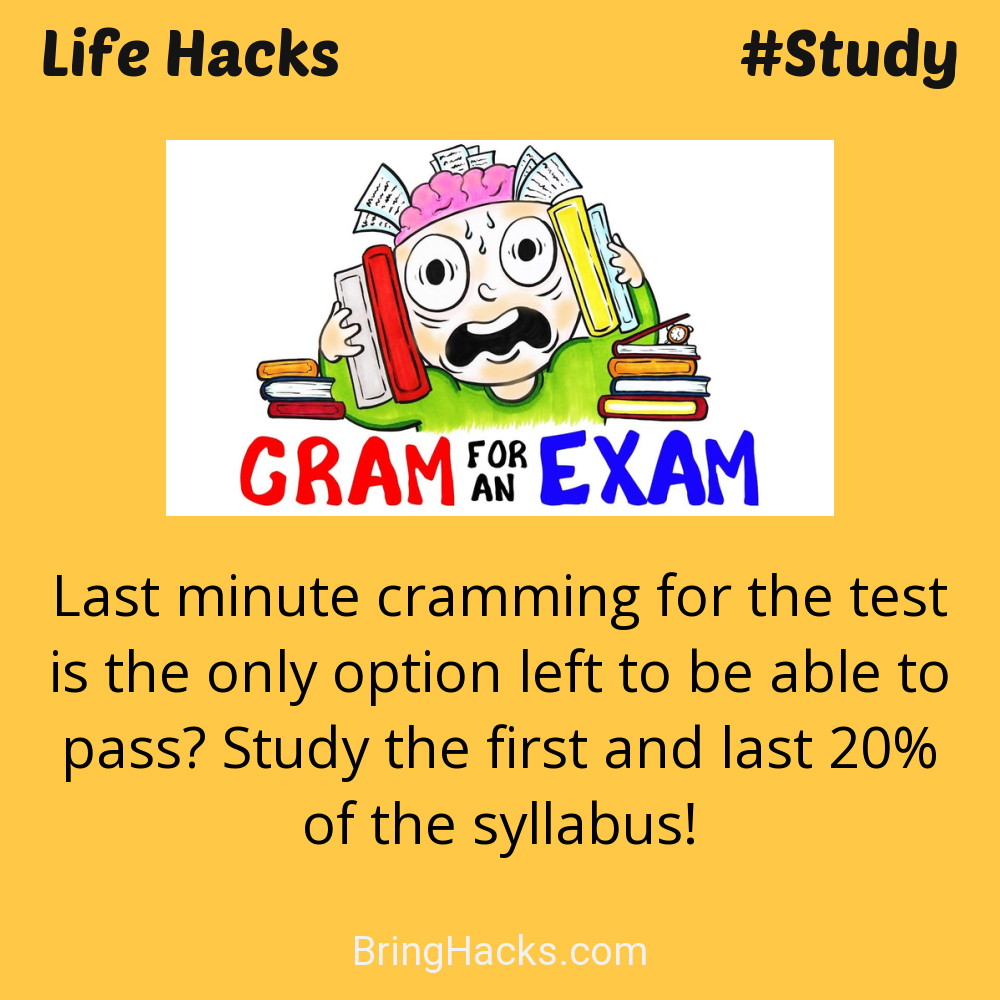 Life Hacks #Study
CRAM FOR AN EXAM
Last minute cramming for the test
is the only option left to be able to
pass? Study the first and last 20%
of the syllabus!
BringHacks.com